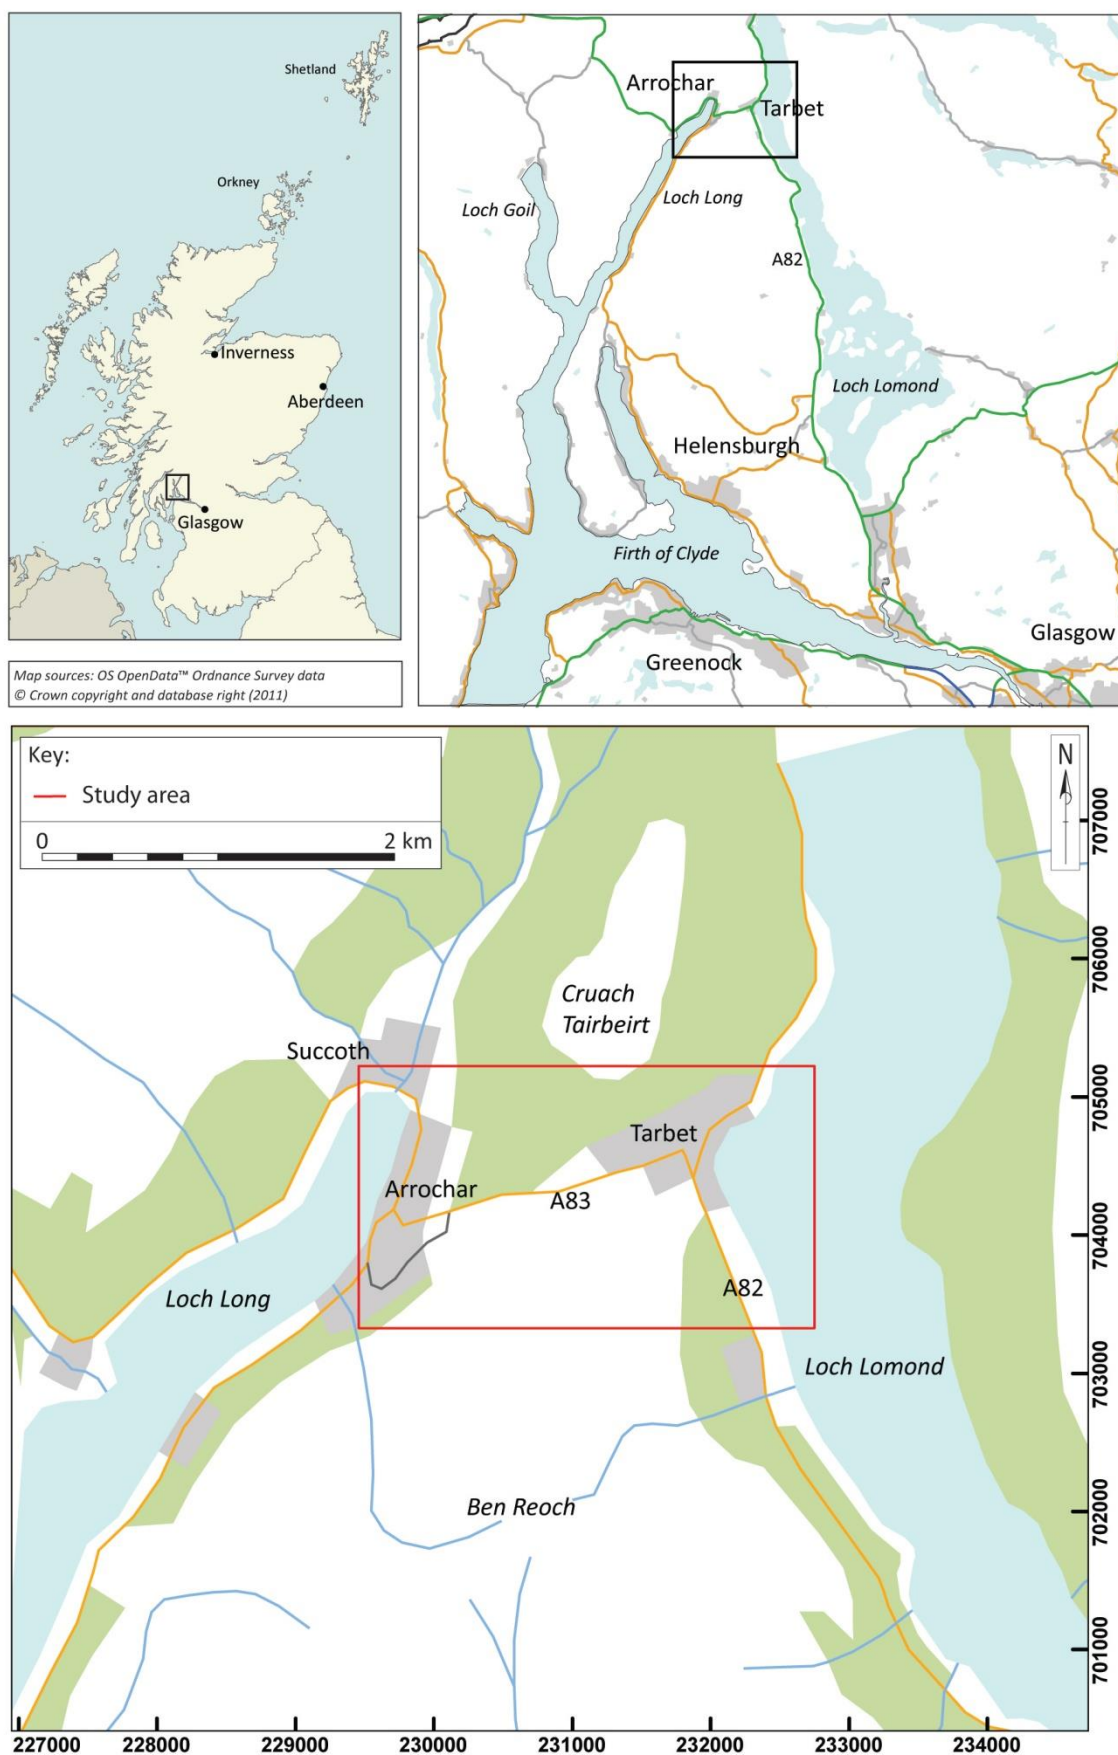 Shetland
Orkney
Inverness
Aberdeen
Glasgow
Map sources: OS OpenData™ Ordnance Survey data
© Crown copyright and database right (2011)
Arrochar
Tarbet
Loch Goil
Loch Long
A82
Loch Lomond
Helensburgh
Firth of Clyde
Glasgow
Greenock
Key:
Study area
0 2 km
N
707000
706000
705000
704000
703000
702000
701000
Cruach
Tairbeirt
Succoth
Tarbet
Arrochar
A83
A82
Loch Long
Loch Lomond
Ben Reoch
227000 228000 229000 230000 231000 232000 233000 234000